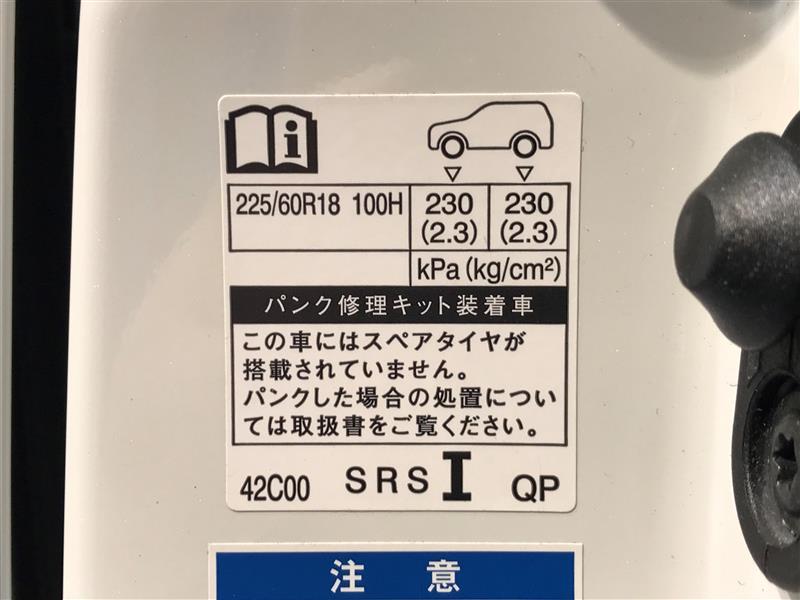 225/60R18 100H 230 230
(2.3) (2.3)
kPa (kg/cm²)
パンク修理キット装着車
この車にはスペアタイヤが
搭載されていません。
パンクした場合の処置につい
ては取扱書をご覧ください。
42C00 SRS I QP
注 意